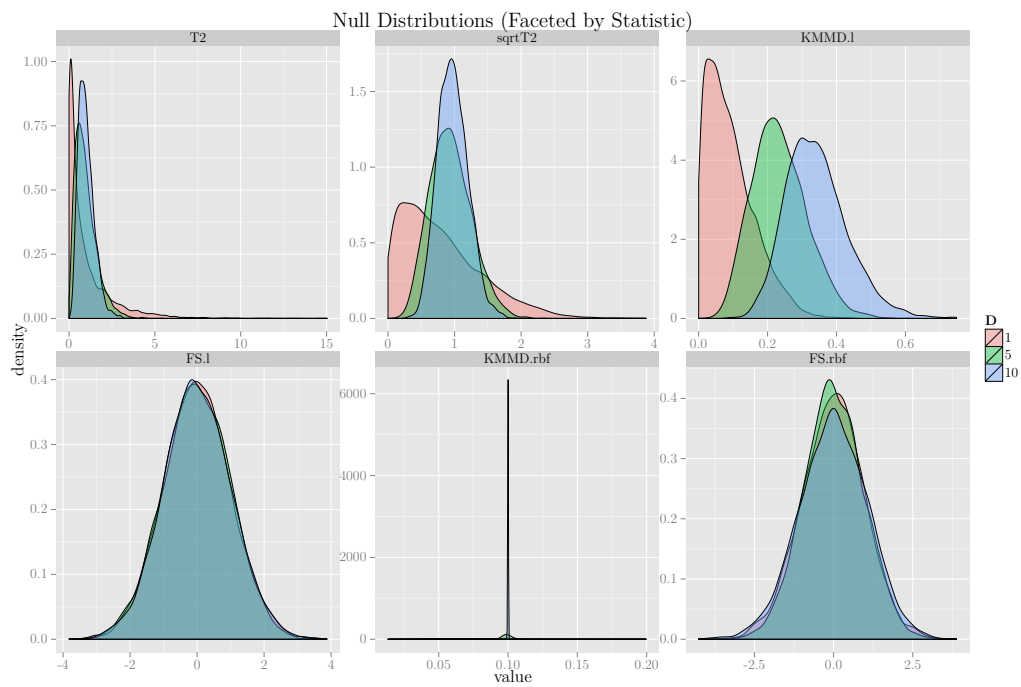 Null Distributions (Faceted by Statistic)
T2 sqrtT2 KMMD.l
1.00 0.75 0.50 0.25 0.00
0 5 10 15
1.5 1.0 0.5 0.0
0 1 2 3 4
6 4 2 0
0.0 0.2 0.4 0.6
density
FS.l KMMD.rbf FS.rbf
0.4 0.3 0.2 0.1 0.0
-4 -2 0 2 4
6000 4000 2000 0
0.05 0.10 0.15 0.20
0.4 0.3 0.2 0.1 0.0
-2.5 0.0 2.5
value
D
1
5
10